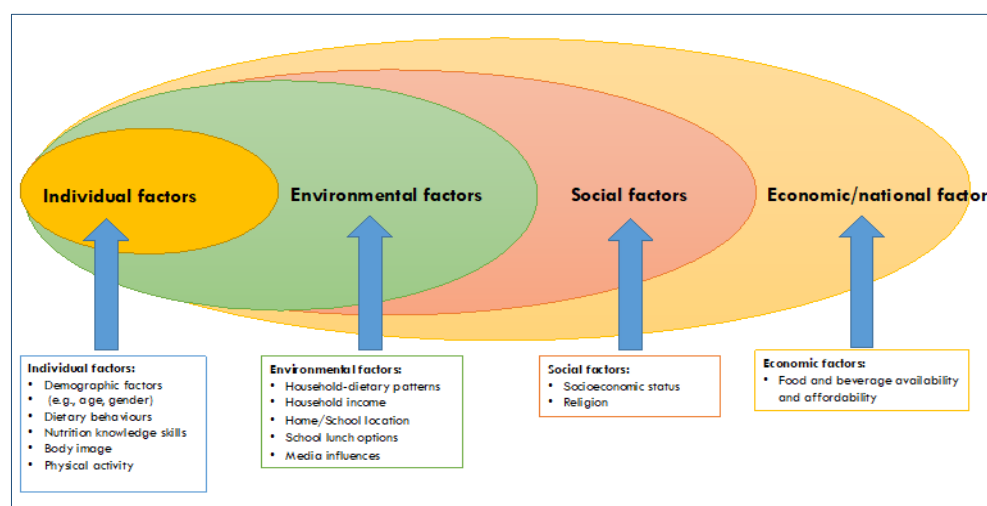 Individual factors
Environmental factors
Social factors
Economic/national factor
Individual factors:
• Demographic factors
• (e.g., age, gender)
• Dietary behaviours
• Nutrition knowledge skills
• Body image
• Physical activity
Environmental factors:
• Household-dietary patterns
• Household income
• Home/School location
• School lunch options
• Media influences
Social factors:
• Socioeconomic status
• Religion
Economic factors:
• Food and beverage availability
and affordability